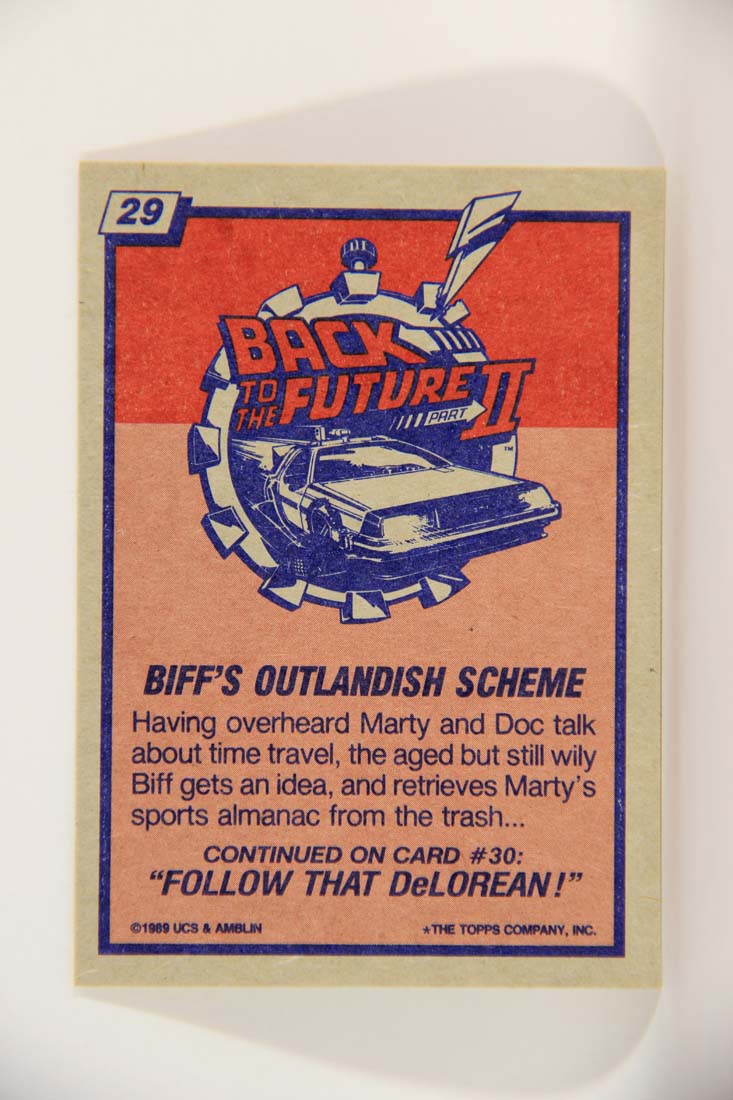 29
BACK
TO
THE FUTURE
PART II
TM
BIFF'S OUTLANDISH SCHEME
Having overheard Marty and Doc talk
about time travel, the aged but still wily
Biff gets an idea, and retrieves Marty's
sports almanac from the trash...
CONTINUED ON CARD #30:
"FOLLOW THAT DeLOREAN!"
©1989 UCS & AMBLIN
*THE TOPPS COMPANY, INC.